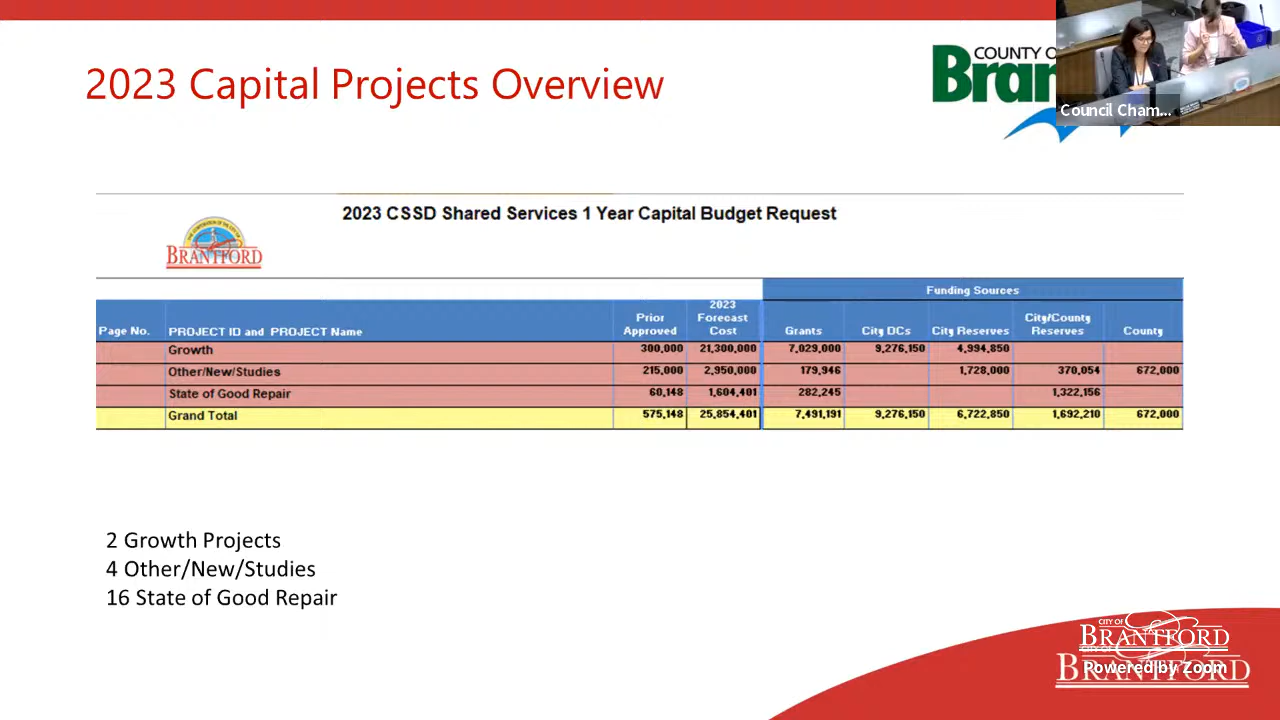 2023 Capital Projects Overview
COUNTY O
Bran
Council Cham...
2023 CSSD Shared Services 1 Year Capital Budget Request
BRANTFORD
Funding Sources
Page No. PROJECT ID and PROJECT Name Prior Approved 2023 Forecast Cost Grants City DCs City Reserves City/County Reserves County
Growth 300,000 21,300,000 7,029,000 9,276,150 4,994,850
Other/New/Studies 215,000 2,950,000 179,946 1,728,000 370,054 672,000
State of Good Repair 60,148 1,604,401 282,245 1,322,156
Grand Total 575,148 25,854,401 7,491,191 9,276,150 6,722,850 1,692,210 672,000
2 Growth Projects
4 Other/New/Studies
16 State of Good Repair
CITY OF
BRANTFORD
BRANTFORD
Powered by Zoom